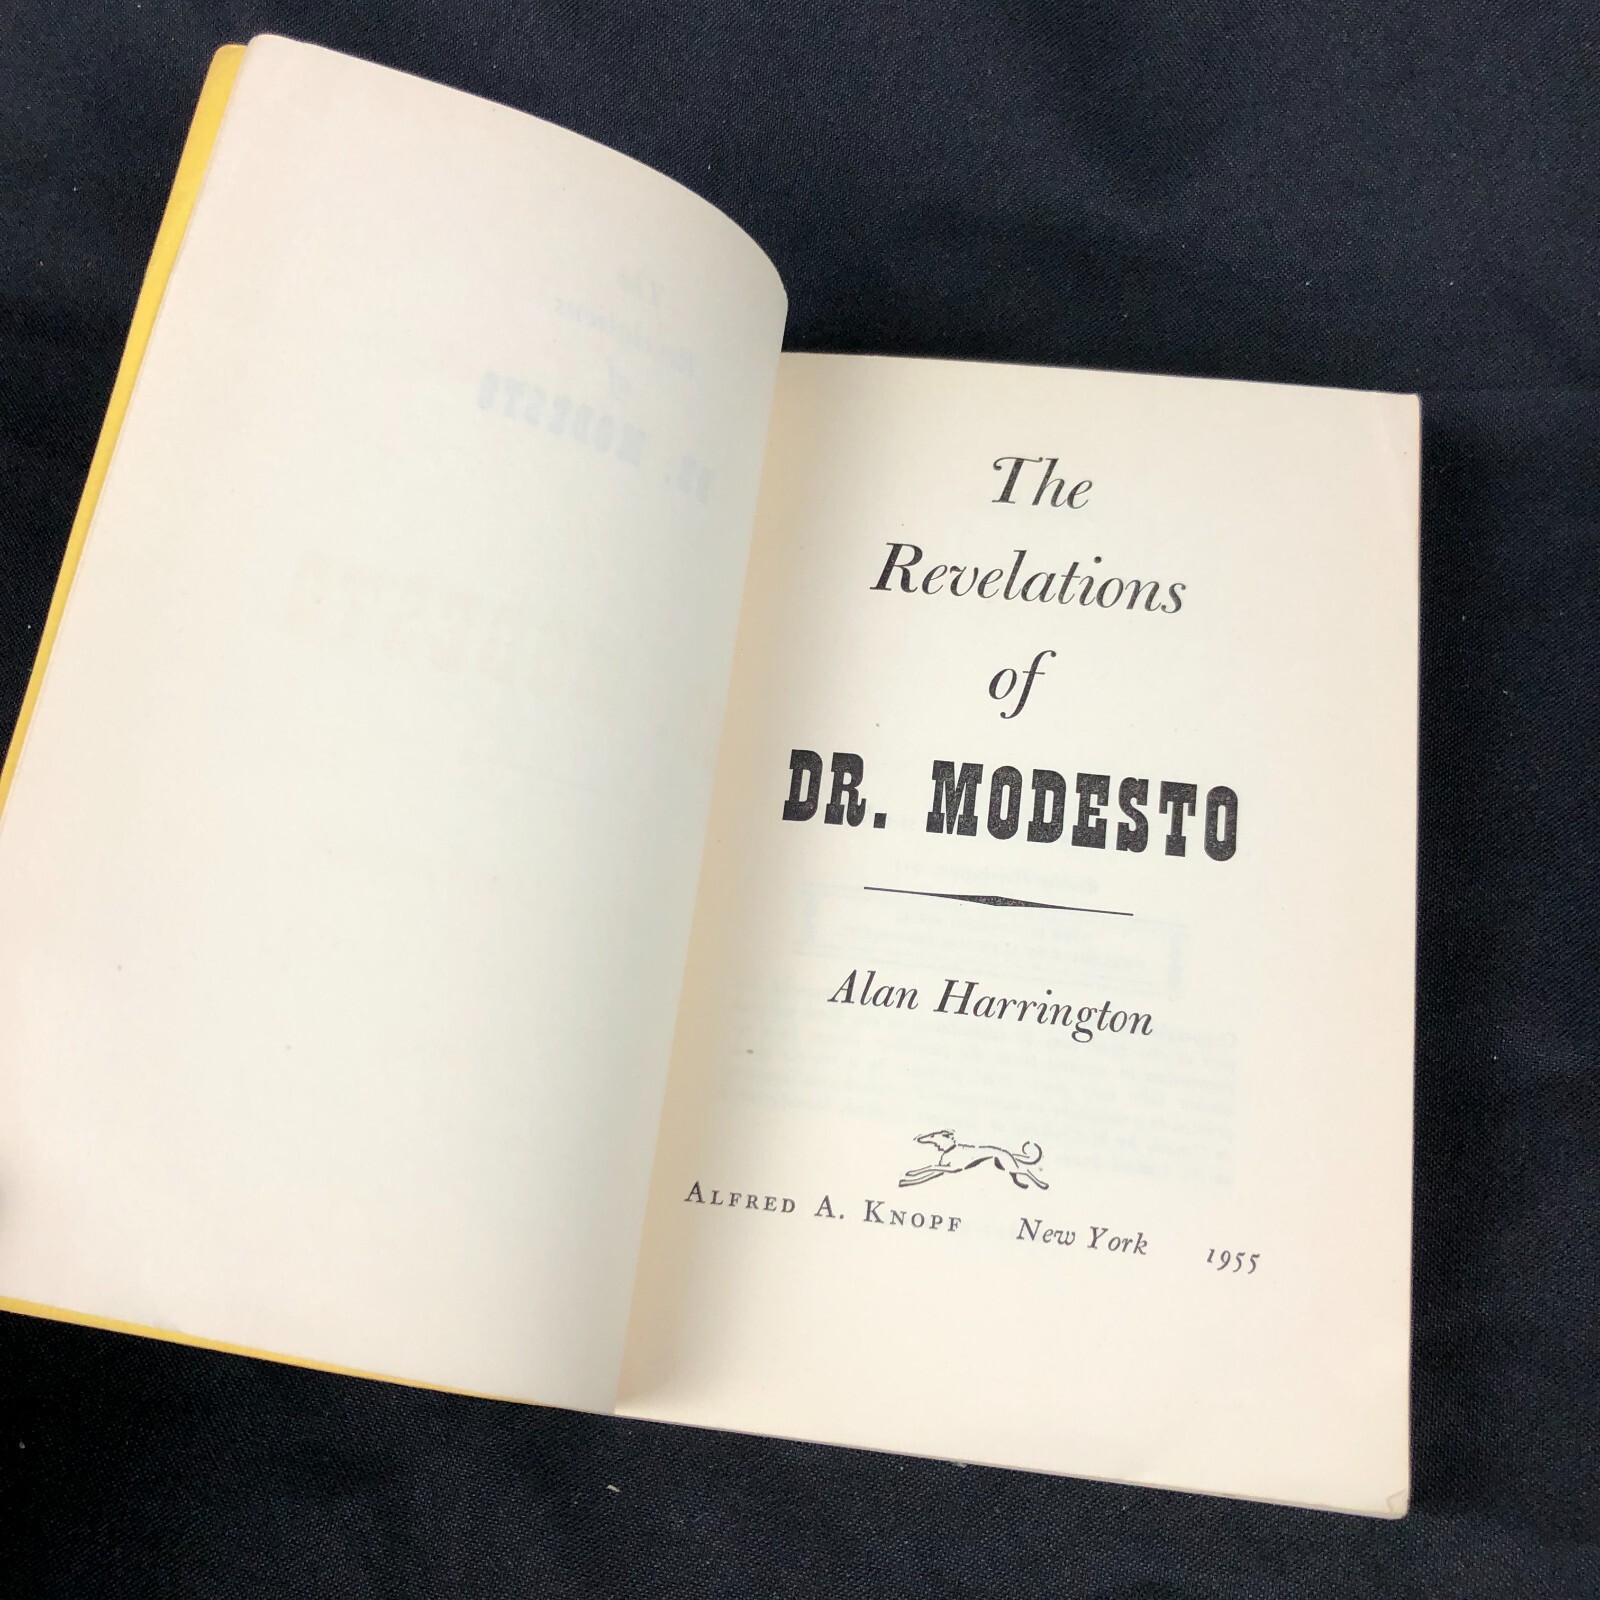 The
Revelations
of
DR. MODESTO
Alan Harrington
ALFRED A. KNOPF New York 1955